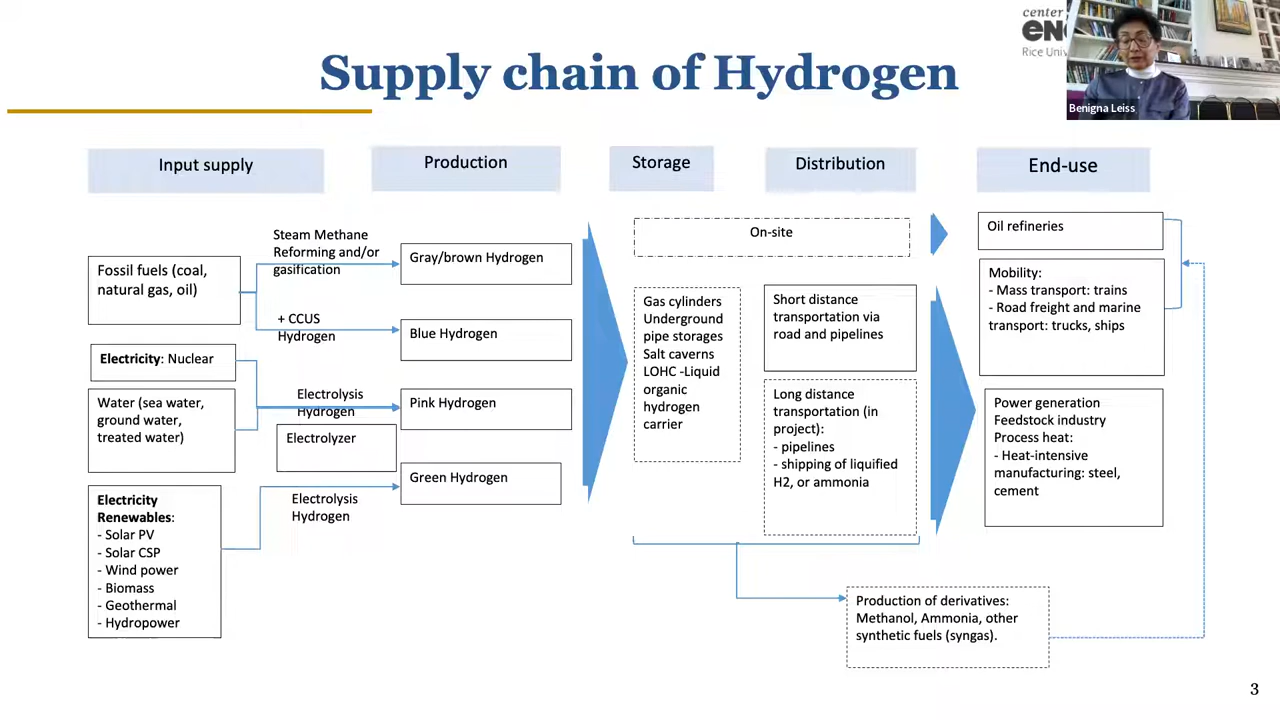 center
ENE
Rice Univ
Benigna Leiss
Supply chain of Hydrogen
Input supply
Production
Storage
Distribution
End-use
Fossil fuels (coal,
natural gas, oil)
Electricity: Nuclear
Water (sea water,
ground water,
treated water)
Electricity
Renewables:
- Solar PV
- Solar CSP
- Wind power
- Biomass
- Geothermal
- Hydropower
Steam Methane
Reforming and/or
gasification
+ CCUS
Hydrogen
Electrolysis
Hydrogen
Electrolyzer
Electrolysis
Hydrogen
Gray/brown Hydrogen
Blue Hydrogen
Pink Hydrogen
Green Hydrogen
On-site
Gas cylinders
Underground
pipe storages
Salt caverns
LOHC -Liquid
organic
hydrogen
carrier
Short distance
transportation via
road and pipelines
Long distance
transportation (in
project):
- pipelines
- shipping of liquified
H2, or ammonia
Oil refineries
Mobility:
- Mass transport: trains
- Road freight and marine
transport: trucks, ships
Power generation
Feedstock industry
Process heat:
- Heat-intensive
manufacturing: steel,
cement
Production of derivatives:
Methanol, Ammonia, other
synthetic fuels (syngas).
3